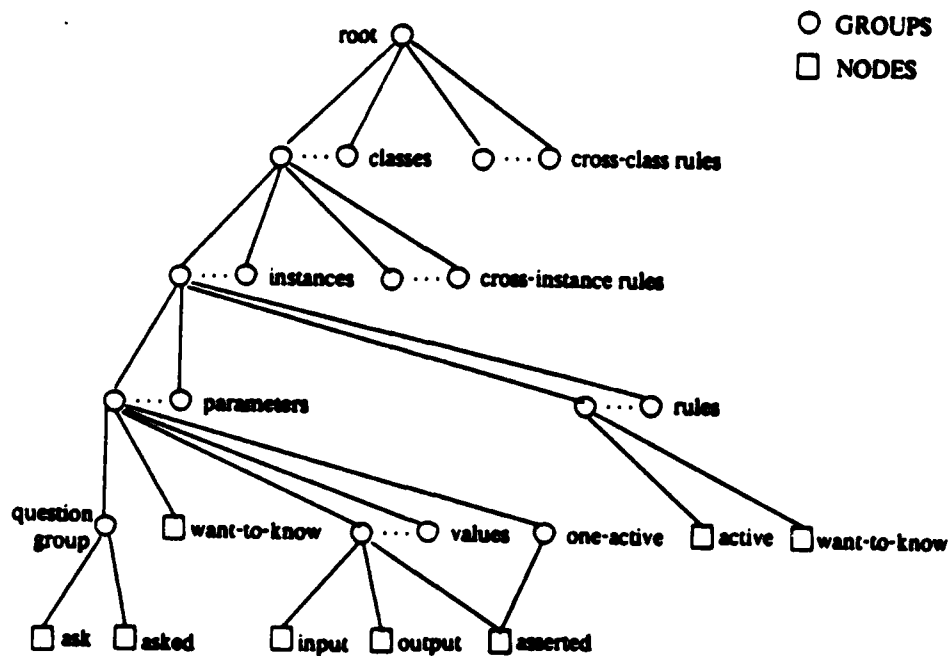 root
GROUPS
NODES
... classes
... cross-class rules
... instances
... cross-instance rules
... parameters
... rules
question
group
want-to-know
... values
one-active
active
want-to-know
ask
asked
input
output
asserted